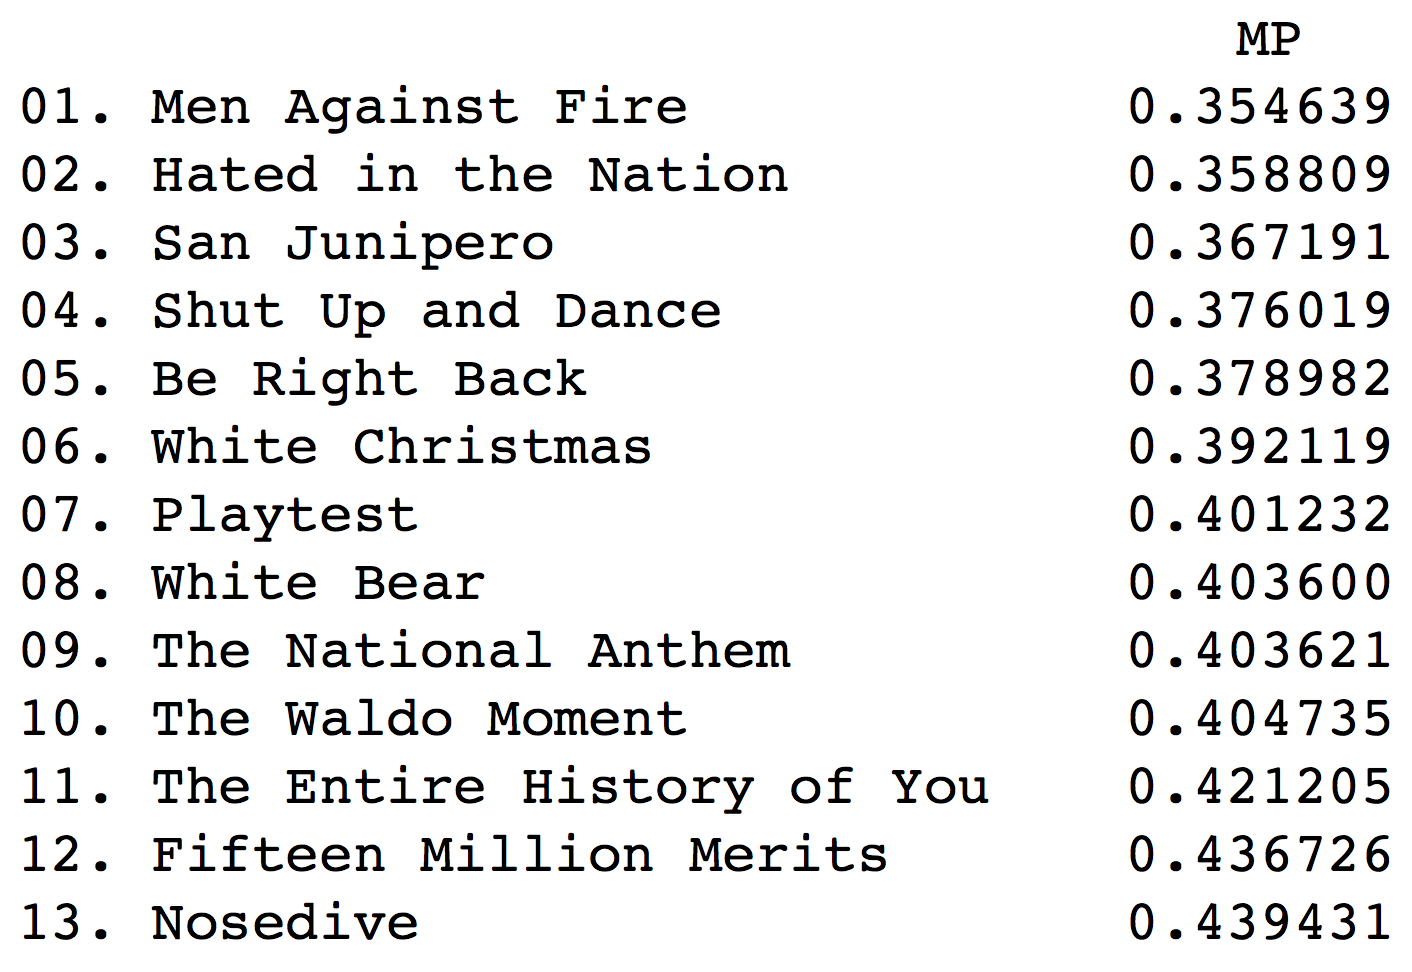 MP
01. Men Against Fire 0.354639
02. Hated in the Nation 0.358809
03. San Junipero 0.367191
04. Shut Up and Dance 0.376019
05. Be Right Back 0.378982
06. White Christmas 0.392119
07. Playtest 0.401232
08. White Bear 0.403600
09. The National Anthem 0.403621
10. The Waldo Moment 0.404735
11. The Entire History of You 0.421205
12. Fifteen Million Merits 0.436726
13. Nosedive 0.439431